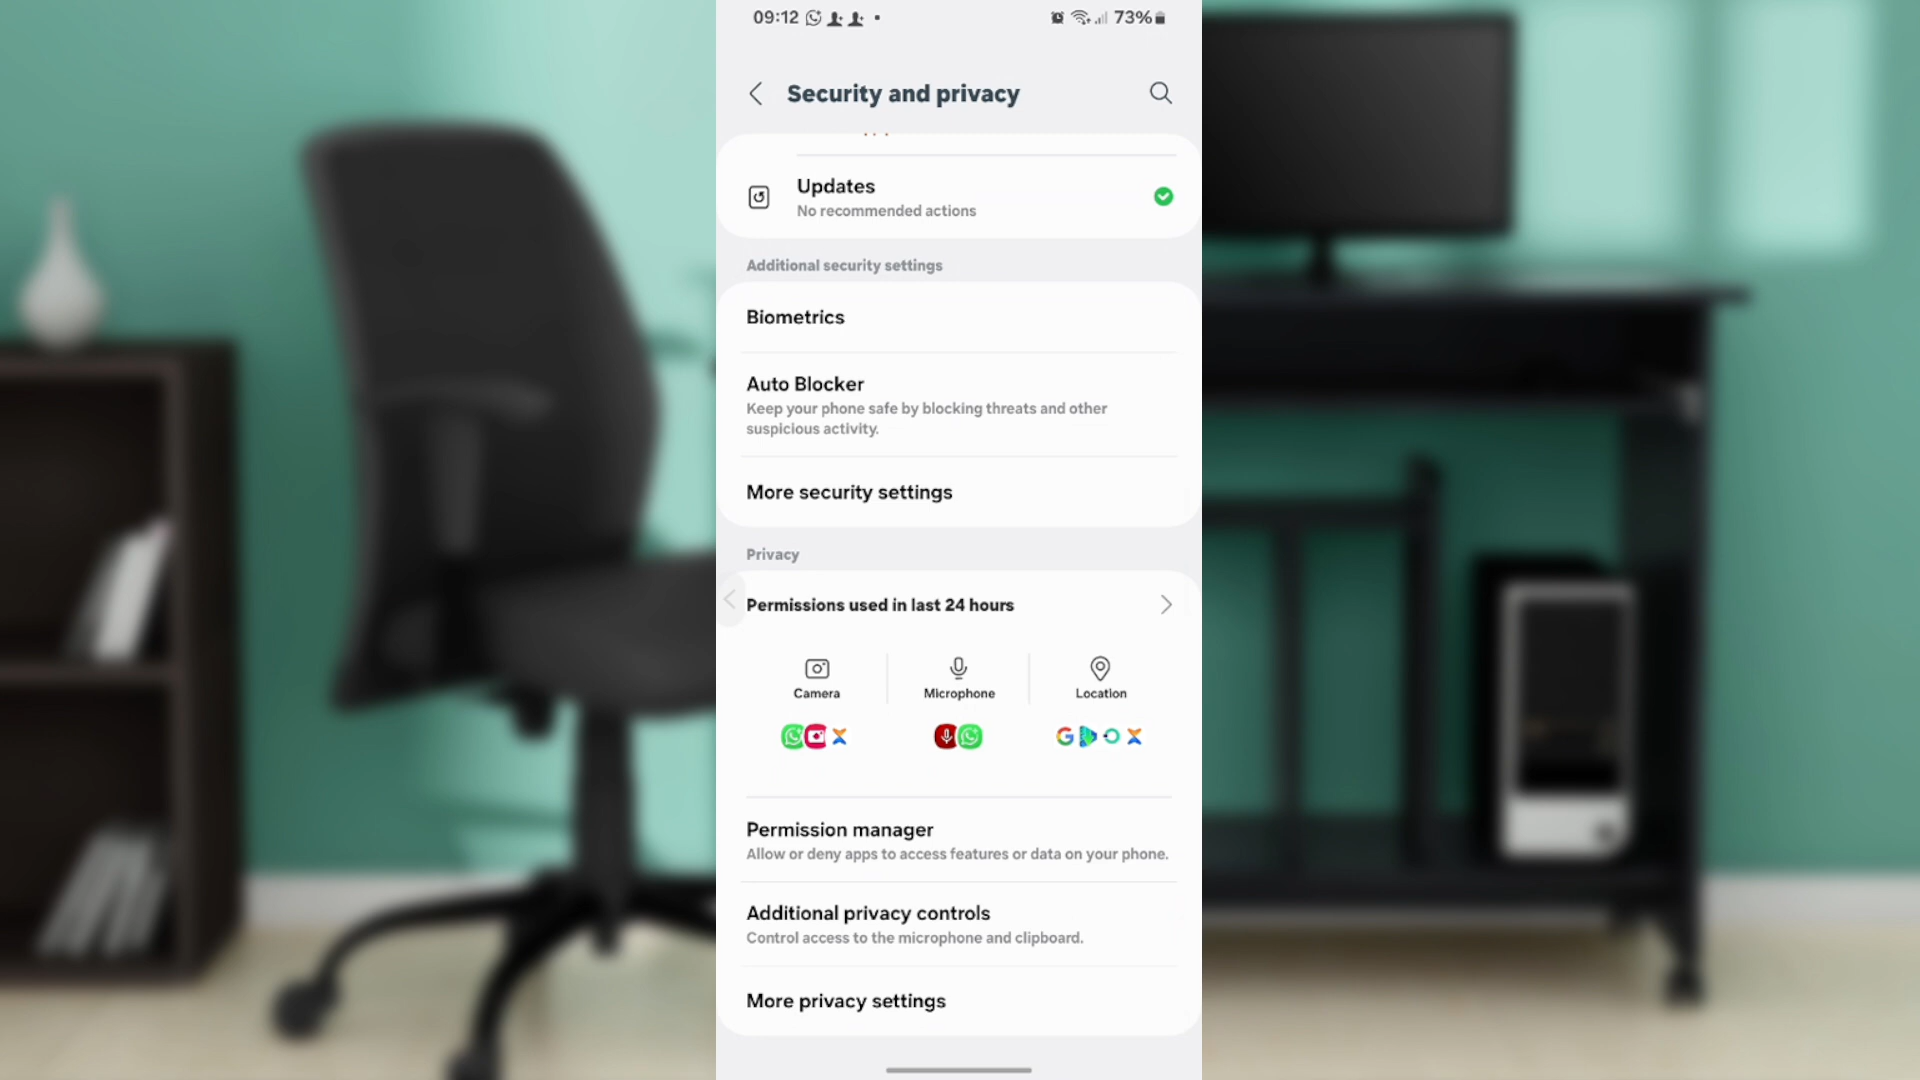 09:12
73%
Security and privacy
Updates
No recommended actions
Additional security settings
Biometrics
Auto Blocker
Keep your phone safe by blocking threats and other
suspicious activity.
More security settings
Privacy
Permissions used in last 24 hours
Camera
Microphone
Location
Permission manager
Allow or deny apps to access features or data on your phone.
Additional privacy controls
Control access to the microphone and clipboard.
More privacy settings